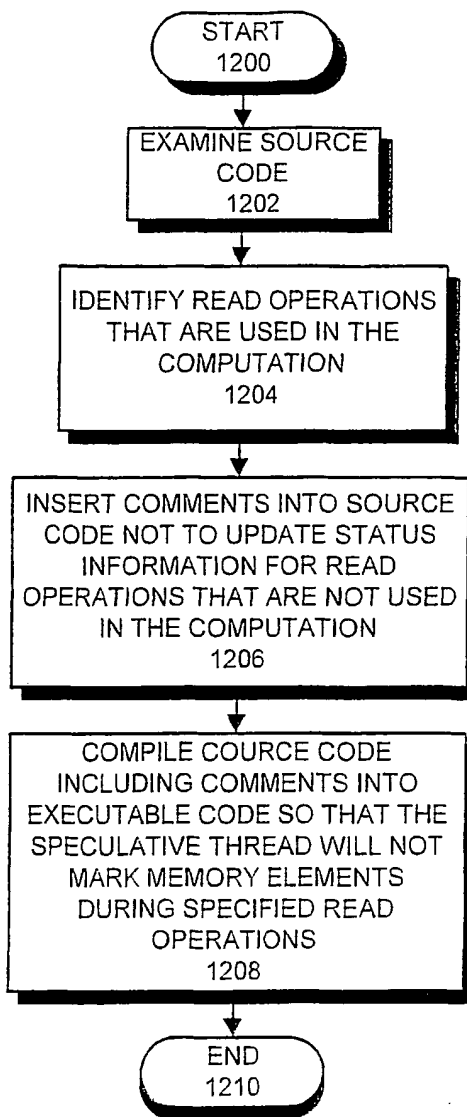 START
1200
EXAMINE SOURCE
CODE
1202
IDENTIFY READ OPERATIONS
THAT ARE USED IN THE
COMPUTATION
1204
INSERT COMMENTS INTO SOURCE
CODE NOT TO UPDATE STATUS
INFORMATION FOR READ
OPERATIONS THAT ARE NOT USED
IN THE COMPUTATION
1206
COMPILE COURCE CODE
INCLUDING COMMENTS INTO
EXECUTABLE CODE SO THAT THE
SPECULATIVE THREAD WILL NOT
MARK MEMORY ELEMENTS
DURING SPECIFIED READ
OPERATIONS
1208
END
1210